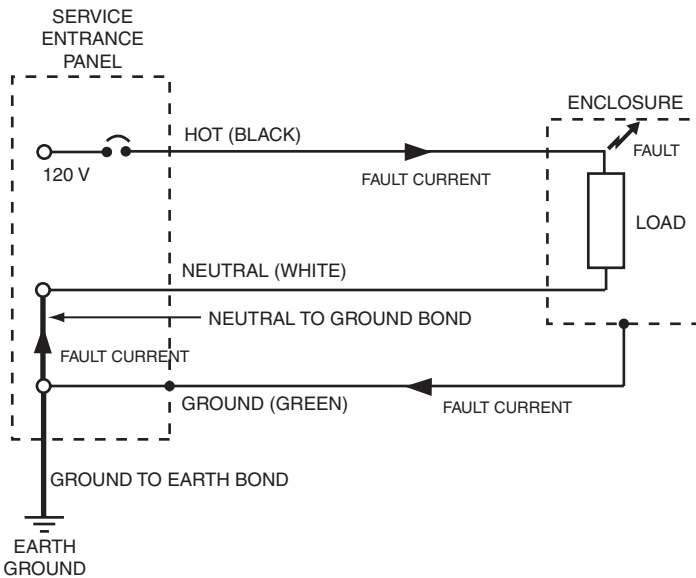 SERVICE
ENTRANCE
PANEL
ENCLOSURE
HOT (BLACK)
120 V
FAULT CURRENT
FAULT
LOAD
NEUTRAL (WHITE)
NEUTRAL TO GROUND BOND
FAULT CURRENT
GROUND (GREEN)
FAULT CURRENT
GROUND TO EARTH BOND
EARTH
GROUND